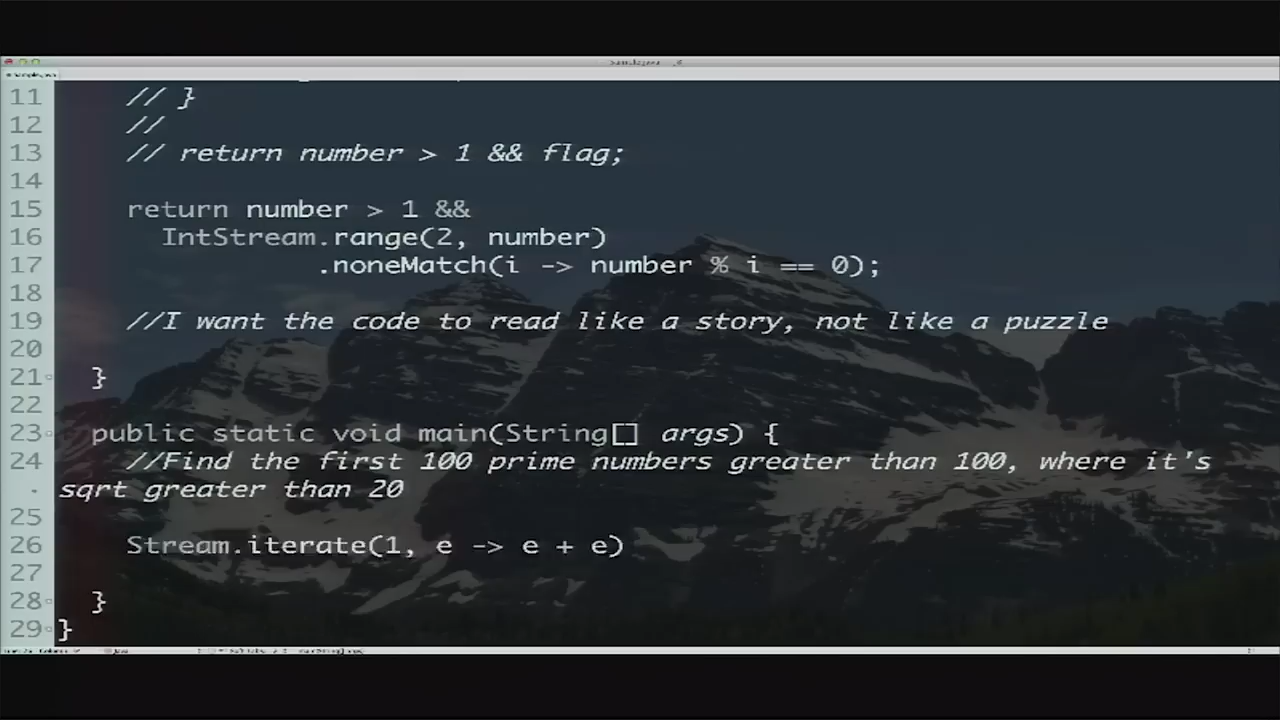 11 // }
12 //
13 // return number > 1 && flag;
14
15 return number > 1 &&
16 IntStream.range(2, number)
17 .noneMatch(i -> number % i == 0);
18
19 //I want the code to read like a story, not like a puzzle
20
21 }
22
23 public static void main(String[] args) {
24 //Find the first 100 prime numbers greater than 100, where it's
sqrt greater than 20
25
26 Stream.iterate(1, e -> e + e)
27
28 }
29 }